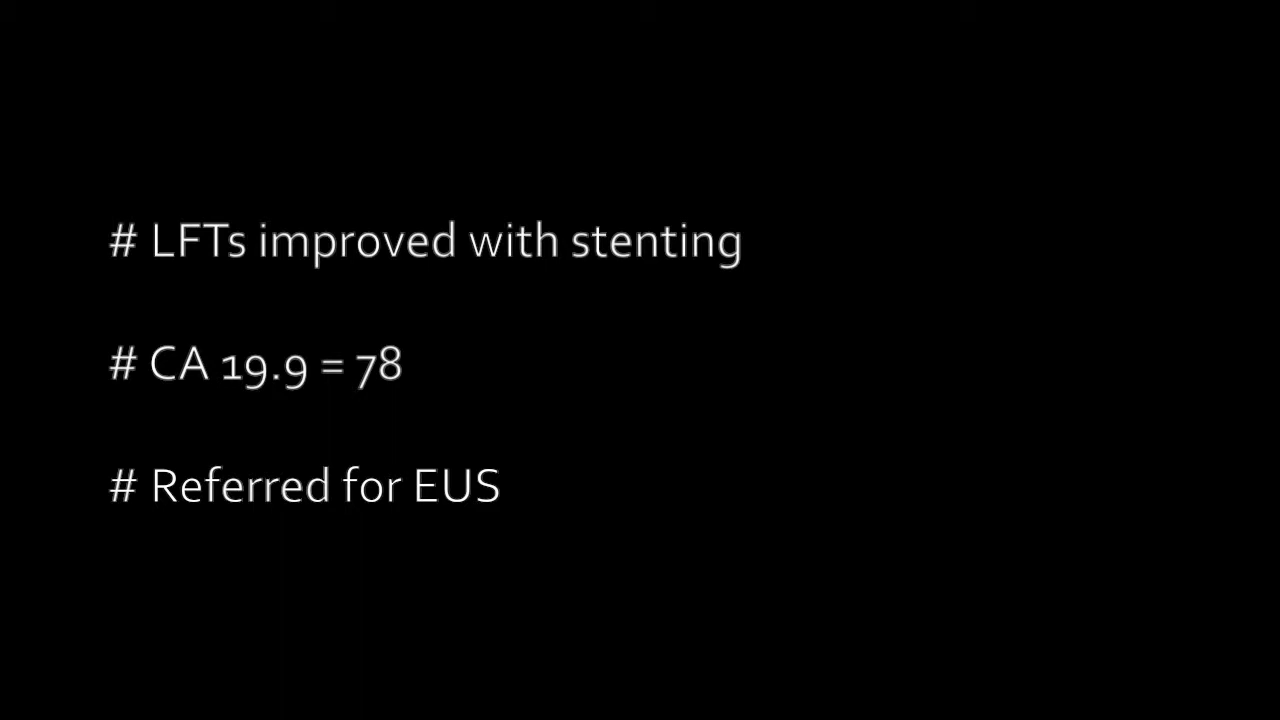 # LFTs improved with stenting
# CA 19.9 = 78
# Referred for EUS